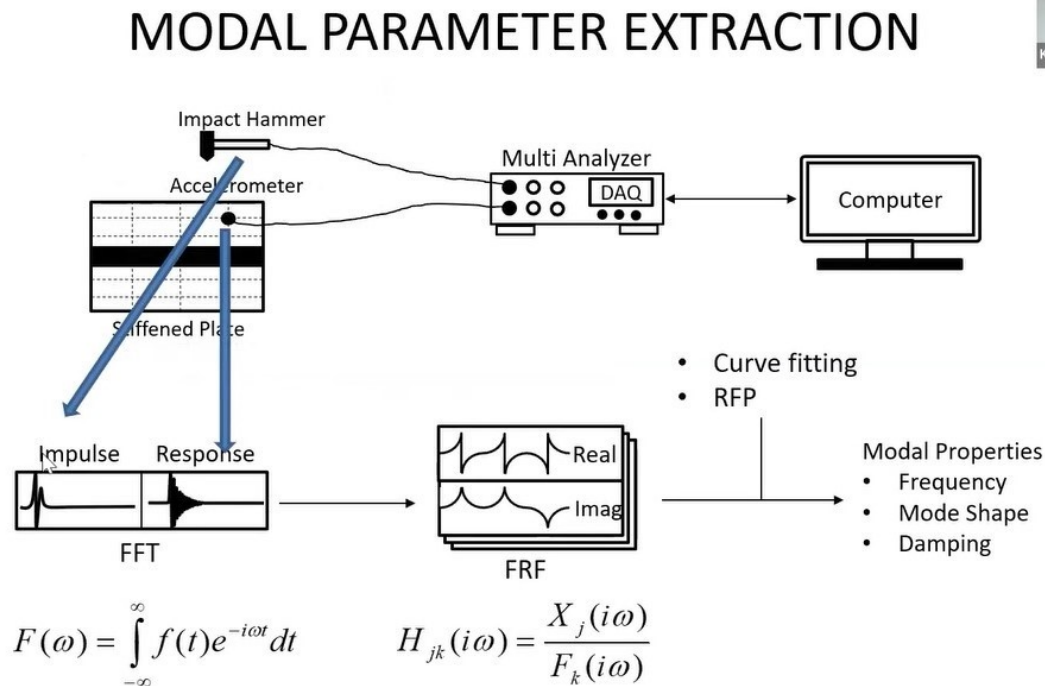 MODAL PARAMETER EXTRACTION
K
Impact Hammer
Accelerometer
Multi Analyzer
DAQ
Computer
Stiffened Plate
• Curve fitting
• RFP
Impulse
Response
Real
Imag
Modal Properties
• Frequency
• Mode Shape
• Damping
FFT
FRF
F(ω) = ∫_{-∞}^{∞} f(t)e^{-iωt} dt
H_{jk}(iω) = X_j(iω) / F_k(iω)